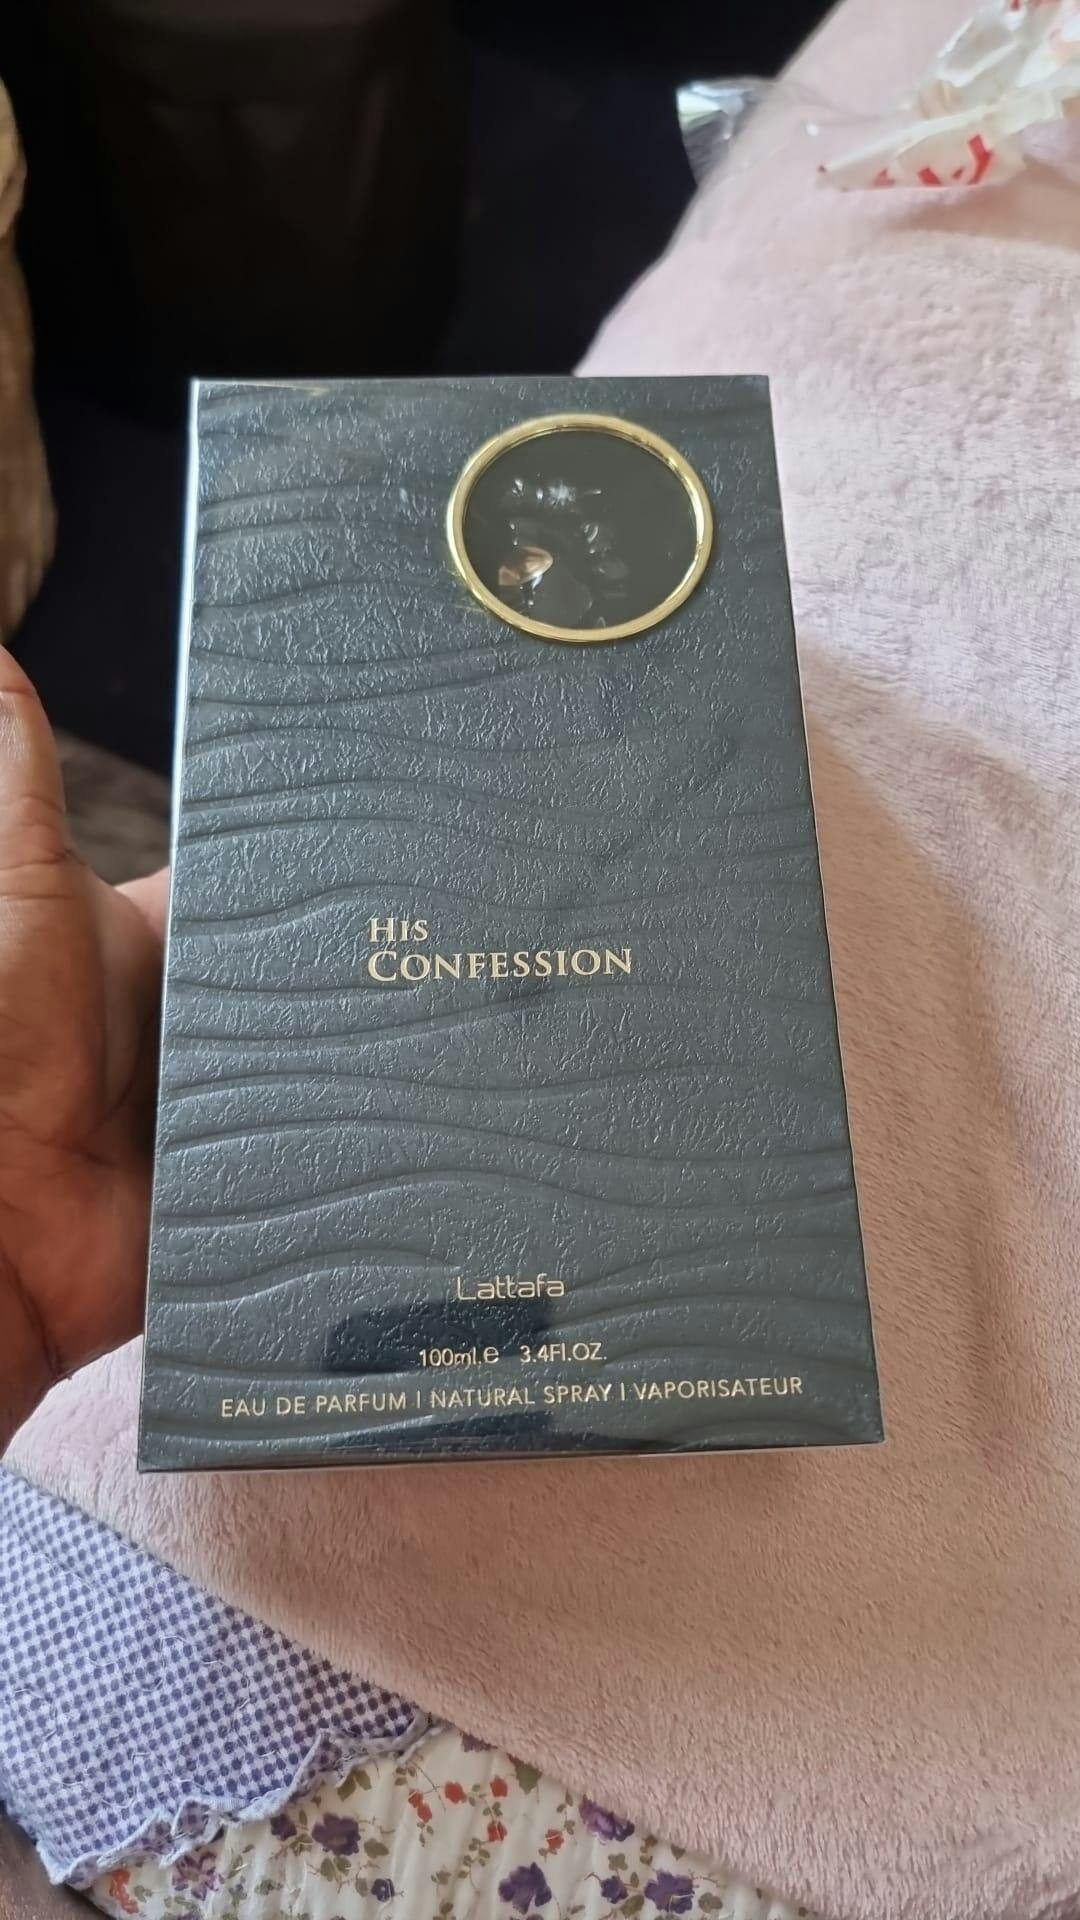 His
Confession
Lattafa
100ml.e 3.4Fl.OZ.
EAU DE PARFUM | NATURAL SPRAY | VAPORISATEUR